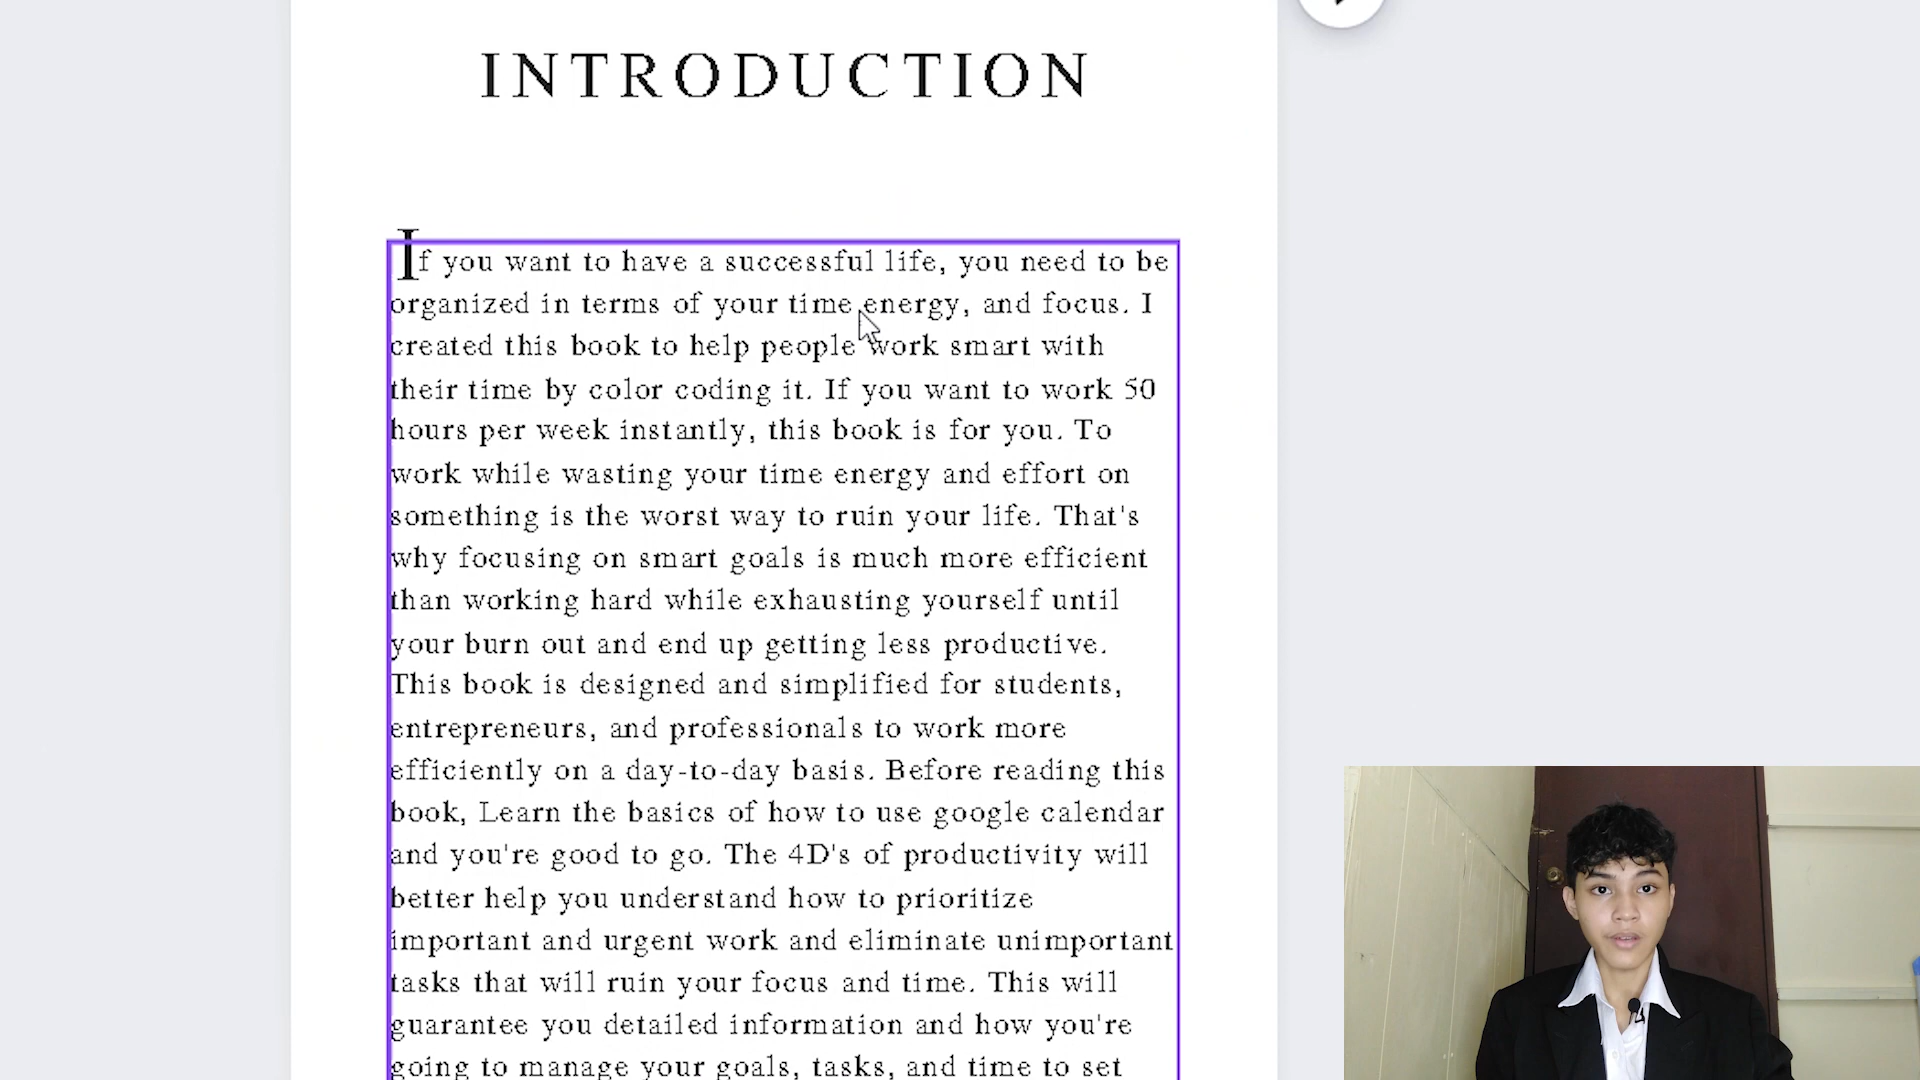 INTRODUCTION
If you want to have a successful life, you need to be
organized in terms of your time energy, and focus. I
created this book to help people work smart with
their time by color coding it. If you want to work 50
hours per week instantly, this book is for you. To
work while wasting your time energy and effort on
something is the worst way to ruin your life. That's
why focusing on smart goals is much more efficient
than working hard while exhausting yourself until
your burn out and end up getting less productive.
This book is designed and simplified for students,
entrepreneurs, and professionals to work more
efficiently on a day-to-day basis. Before reading this
book, Learn the basics of how to use google calendar
and you're good to go. The 4D's of productivity will
better help you understand how to prioritize
important and urgent work and eliminate unimportant
tasks that will ruin your focus and time. This will
guarantee you detailed information and how you're
going to manage your goals, tasks, and time to set